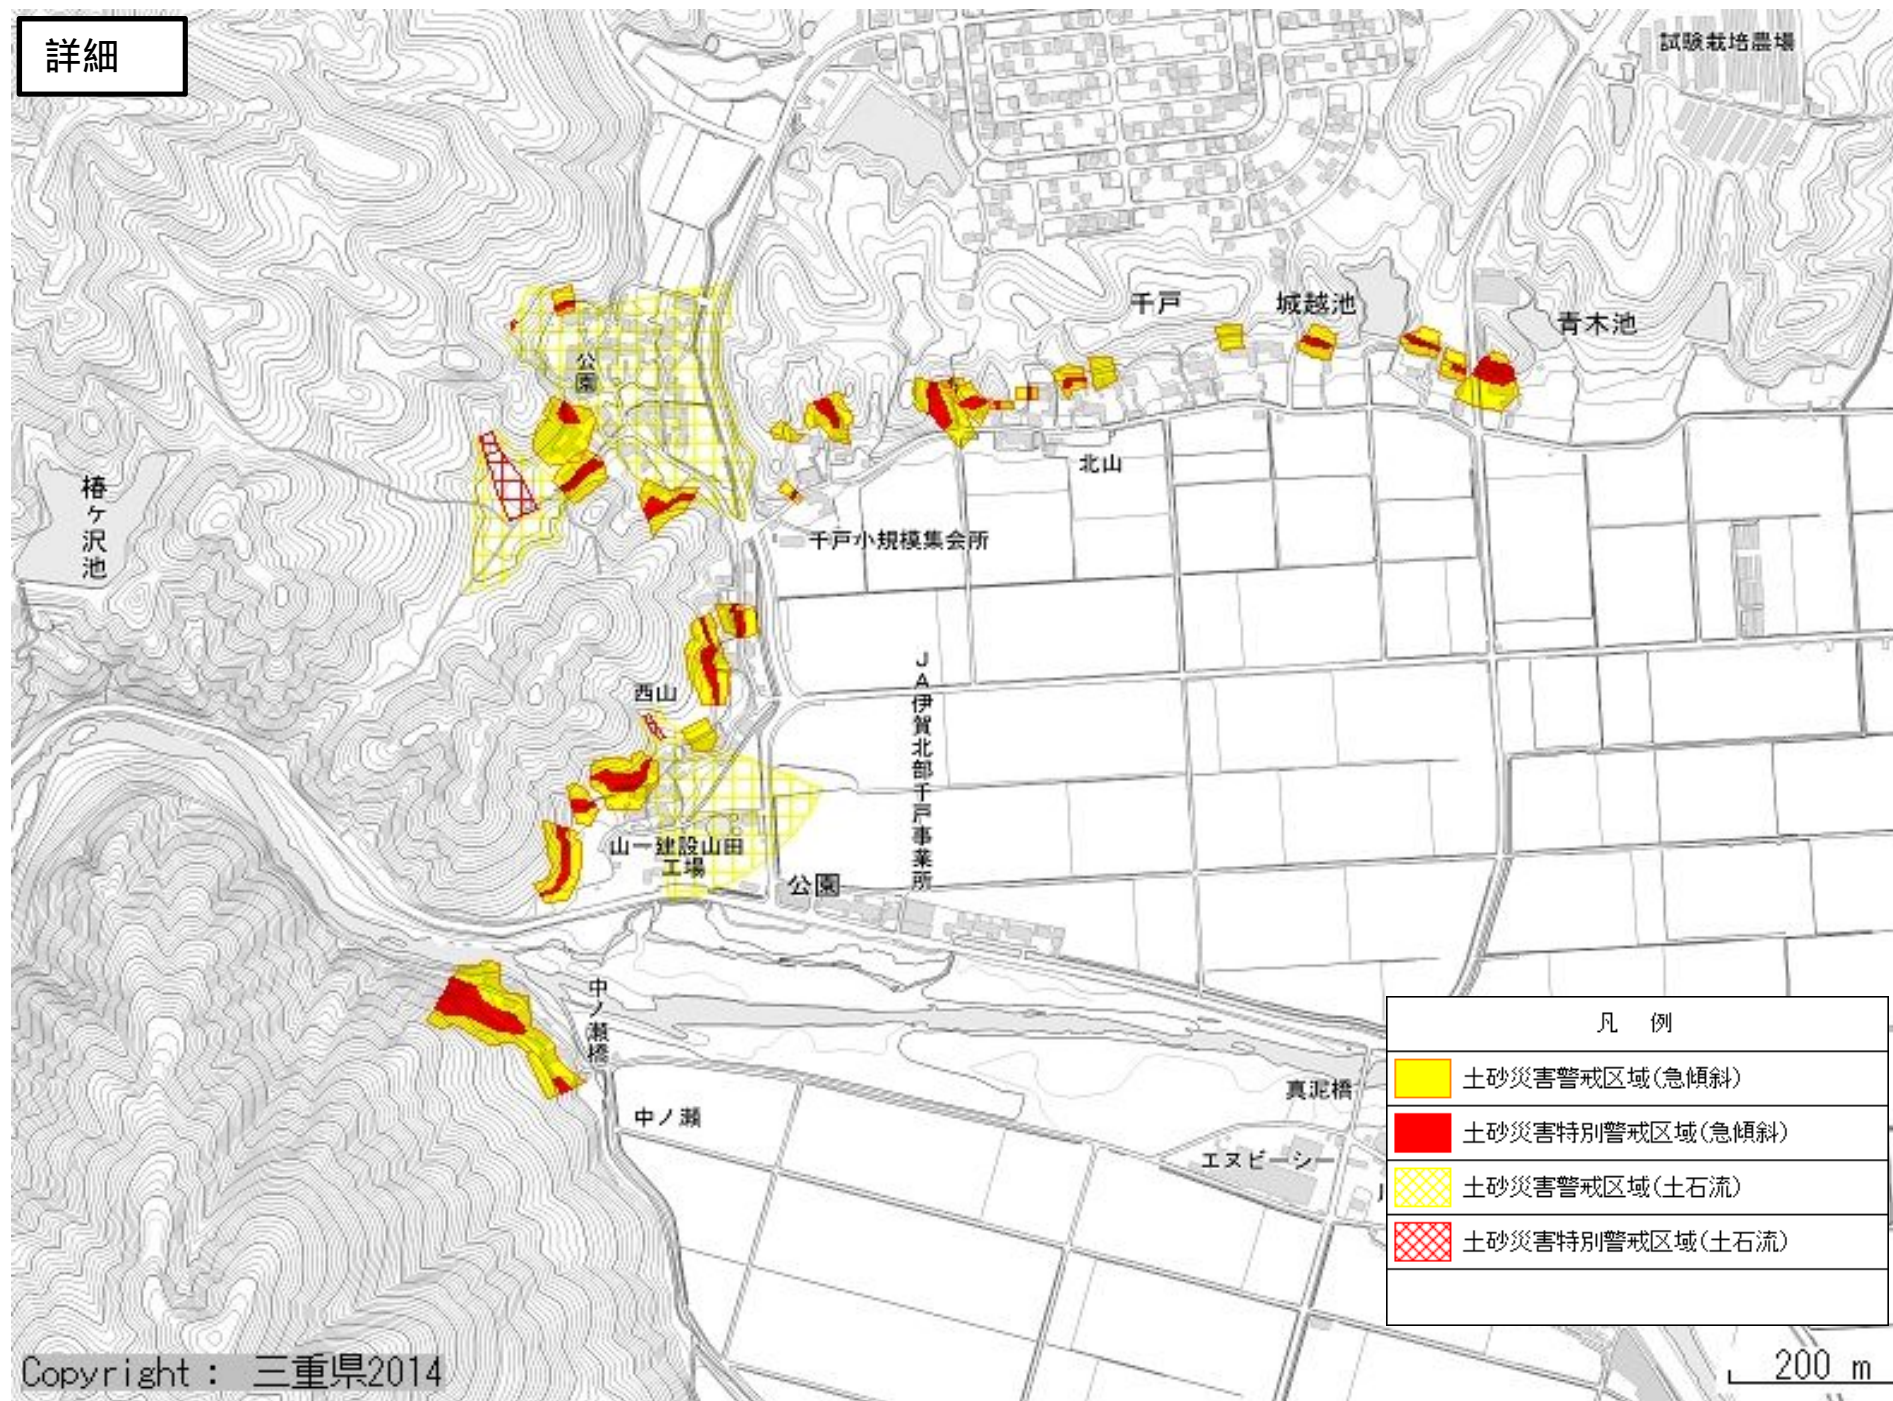 詳細
試験栽培農場
千戸
城越池
青木池
公園
椿ヶ沢池
北山
千戸小規模集会所
西山
JA伊賀北部千戸事業所
山一建設山田
工場
公園
中ノ瀬橋
中ノ瀬
真泥橋
エヌビーシー
凡 例
土砂災害警戒区域(急傾斜)
土砂災害特別警戒区域(急傾斜)
土砂災害警戒区域(土石流)
土砂災害特別警戒区域(土石流)
Copyright： 三重県2014
200 m